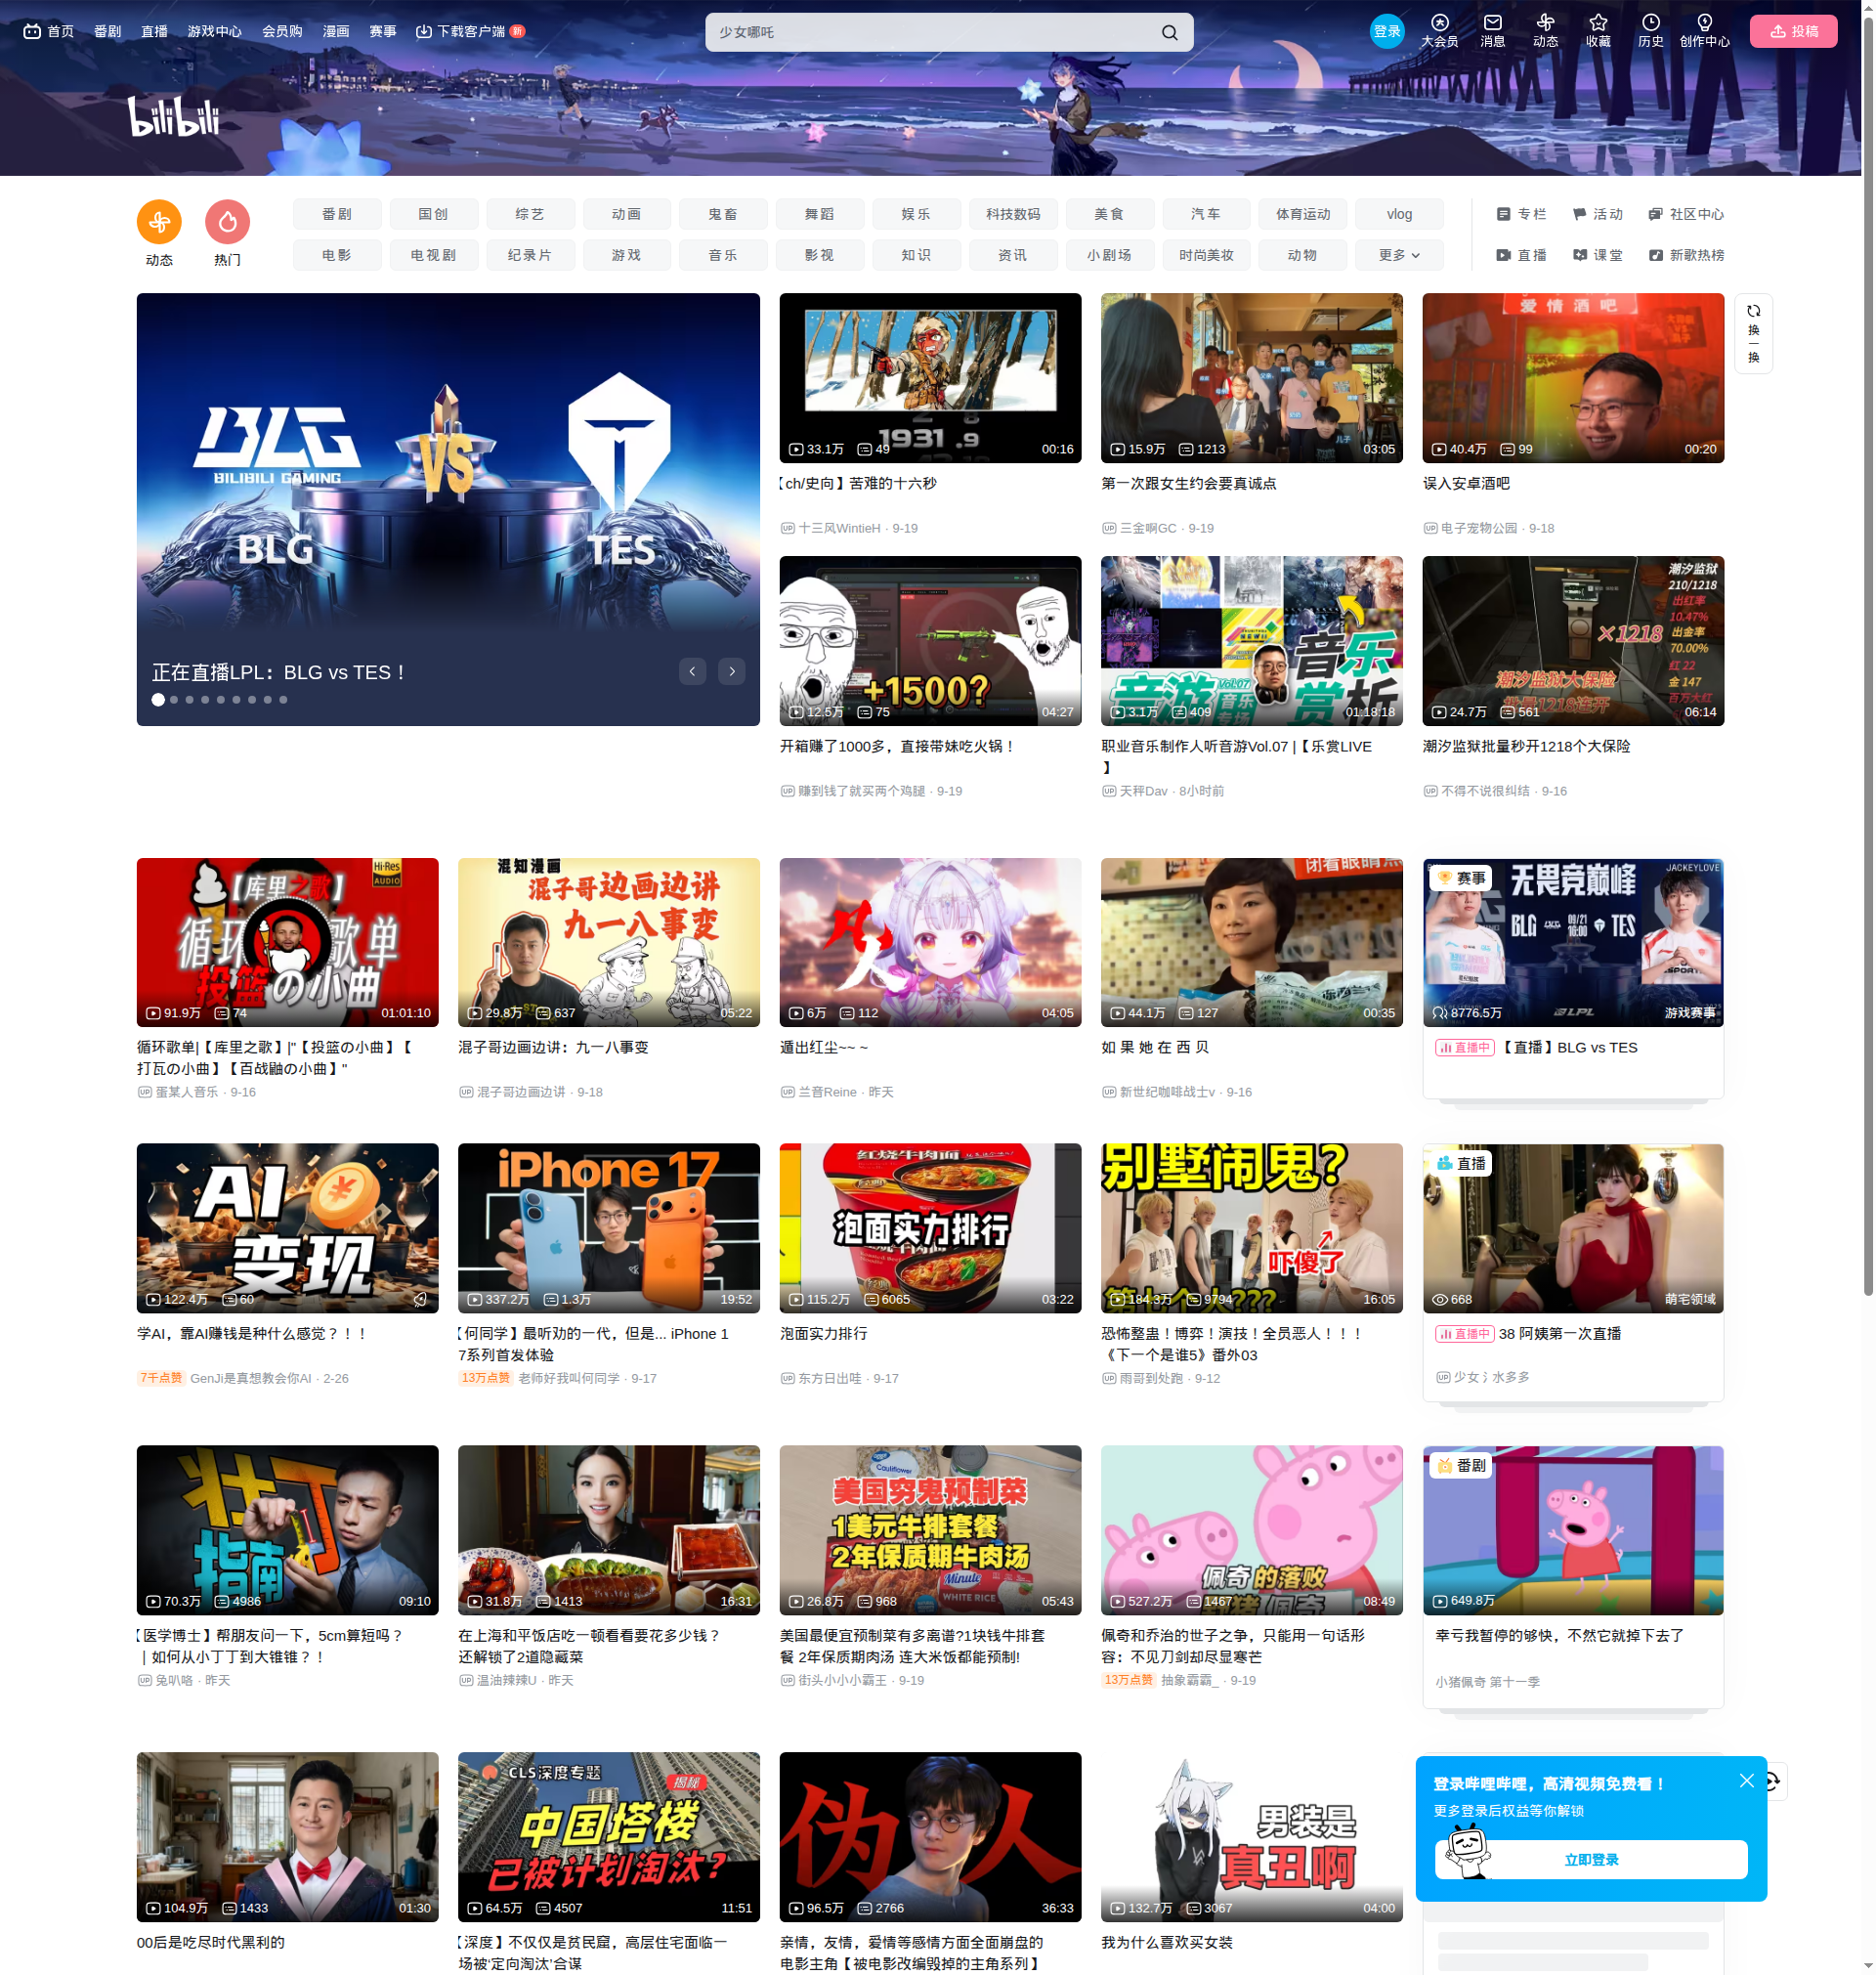 首页 番剧 直播 游戏中心 会员购 漫画 赛事 下载客户端 新
少女哪吒
登录 大会员 消息 动态 收藏 历史 创作中心 投稿
bilibili
动态 热门
番剧 国创 综艺 动画 鬼畜 舞蹈 娱乐 科技数码 美食 汽车 体育运动 vlog
电影 电视剧 纪录片 游戏 音乐 影视 知识 资讯 小剧场 时尚美妆 动物 更多
专栏 活动 社区中心
直播 课堂 新歌热榜
换一换
BLG
BILIBILI GAMING
VS
BLG TES
正在直播LPL：BLG vs TES！
1931 .9
33.1万 49 00:16
【ch/史向】苦难的十六秒
十三风WintieH · 9-19
儿子
15.9万 1213 03:05
第一次跟女生约会要真诚点
三金啊GC · 9-19
爱情酒吧
40.4万 99 00:20
误入安卓酒吧
电子宠物公园 · 9-18
+1500?
12.5万 75 04:27
开箱赚了1000多，直接带妹吃火锅！
赚到钱了就买两个鸡腿 · 9-19
音乐赏析
音游 Vol.07 音乐专场
3.1万 409 01:18:18
职业音乐制作人听音游Vol.07 |【乐赏LIVE
】
天秤Dav · 8小时前
潮汐监狱
210/1218
出红率
10.47%
出金率
70.00%
红 22
金 147
百万大红
×1218
潮汐监狱大保险
24.7万 561 06:14
潮汐监狱批量秒开1218个大保险
不得不说很纠结 · 9-16
Hi-Res AUDIO
【库里之歌】
循环歌单
投篮の小曲
91.9万 74 01:01:10
循环歌单|【库里之歌】|"【投篮の小曲】【
打瓦の小曲】【百战鼬の小曲】"
蛋某人音乐 · 9-16
混知漫画
混子哥边画边讲
九一八事变
29.8万 637 05:22
混子哥边画边讲：九一八事变
混子哥边画边讲 · 9-18
6万 112 04:05
遁出红尘~~ ~
兰音Reine · 昨天
闭着眼睛点
44.1万 127 00:35
如 果 她 在 西 贝
新世纪咖啡战士v · 9-16
赛事
无畏竞巅峰
JACKEYLOVE
BLG 09/21 16:00 TES
LPL
8776.5万 游戏赛事
直播中 【直播】BLG vs TES
AI
变现
122.4万 60
学AI，靠AI赚钱是种什么感觉？！！
7千点赞 GenJi是真想教会你AI · 2-26
iPhone 17
337.2万 1.3万 19:52
【何同学】最听劝的一代，但是... iPhone 1
7系列首发体验
13万点赞 老师好我叫何同学 · 9-17
红烧牛肉面
泡面实力排行
115.2万 6065 03:22
泡面实力排行
东方日出哇 · 9-17
别墅闹鬼?
吓傻了
第七个人???
184.3万 9794 16:05
恐怖整蛊！博弈！演技！全员恶人！！！
《下一个是谁5》番外03
雨哥到处跑 · 9-12
直播
668 萌宅领域
直播中 38 阿姨第一次直播
少女氵水多多
壮丁
指南
70.3万 4986 09:10
【医学博士】帮朋友问一下，5cm算短吗？
｜如何从小丁丁到大锥锥？！
兔叭咯 · 昨天
31.8万 1413 16:31
在上海和平饭店吃一顿看看要花多少钱？
还解锁了2道隐藏菜
温油辣辣U · 昨天
Cauliflower
美国穷鬼预制菜
1美元牛排套餐
2年保质期牛肉汤
Minute
WHITE RICE
26.8万 968 05:43
美国最便宜预制菜有多离谱?1块钱牛排套
餐 2年保质期肉汤 连大米饭都能预制!
街头小小小霸王 · 9-19
佩奇的落败
527.2万 1467 08:49
佩奇和乔治的世子之争，只能用一句话形
容：不见刀剑却尽显寒芒
13万点赞 抽象霸霸_ · 9-19
番剧
649.8万
幸亏我暂停的够快，不然它就掉下去了
小猪佩奇 第十一季
104.9万 1433 01:30
00后是吃尽时代黑利的
CLS深度专题
揭秘
中国塔楼
已被计划淘汰?
64.5万 4507 11:51
【深度】不仅仅是贫民窟，高层住宅面临一
场被‘定向淘汰’合谋
伪人
96.5万 2766 36:33
亲情，友情，爱情等感情方面全面崩盘的
电影主角【被电影改编毁掉的主角系列】
男装是
真丑啊
132.7万 3067 04:00
我为什么喜欢买女装
登录哔哩哔哩，高清视频免费看！
更多登录后权益等你解锁
立即登录